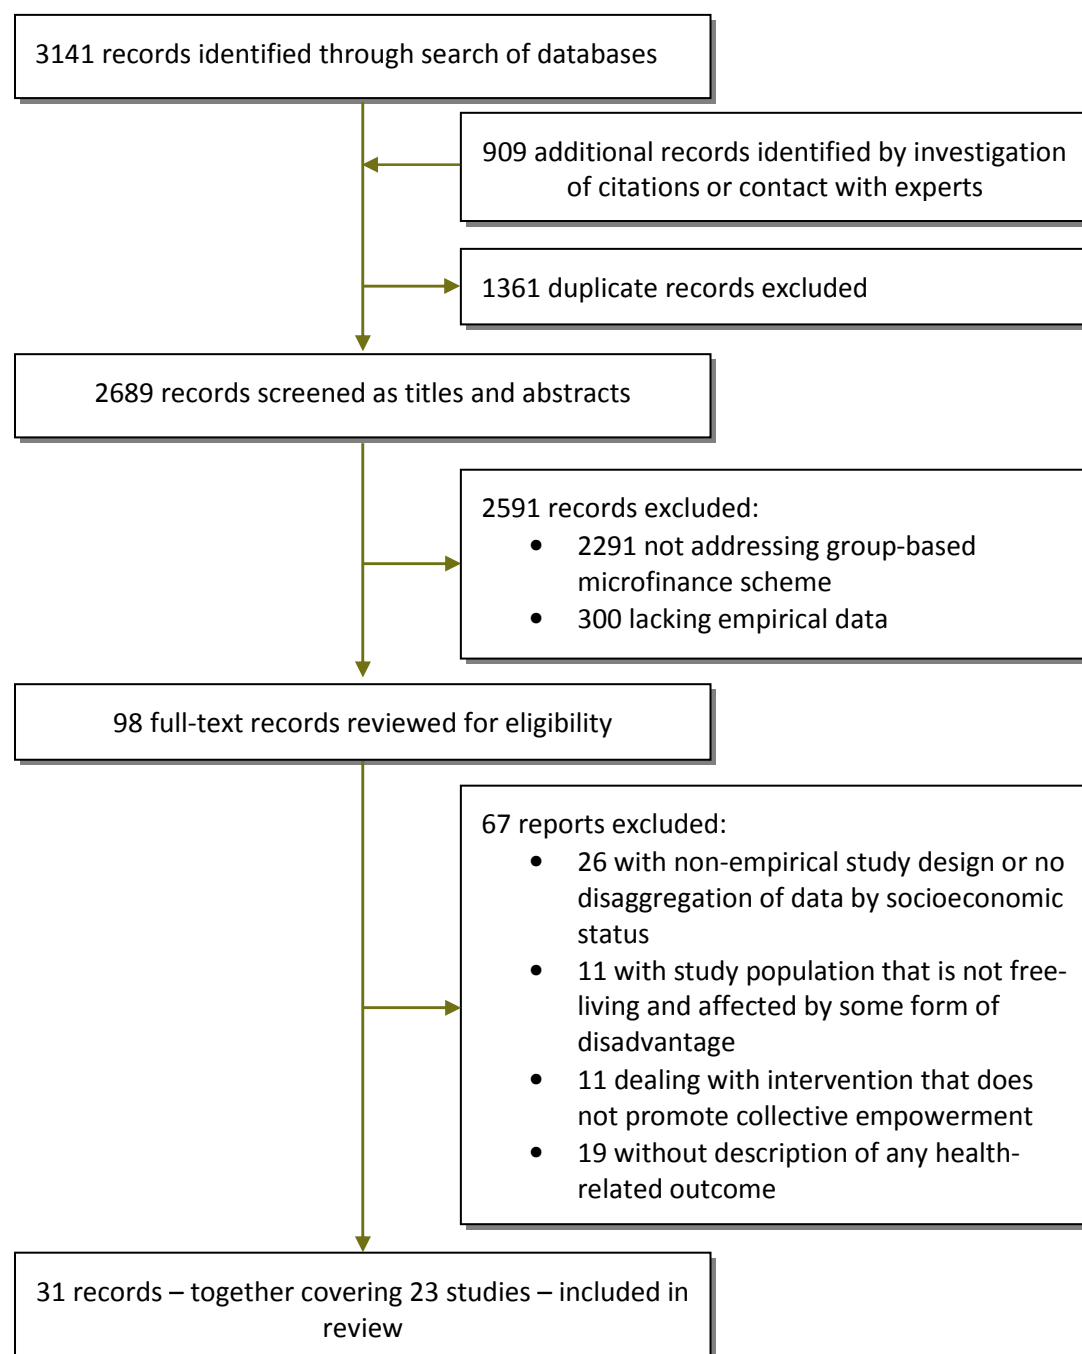 3141 records identified through search of databases
909 additional records identified by investigation
of citations or contact with experts
1361 duplicate records excluded
2689 records screened as titles and abstracts
2591 records excluded:
• 2291 not addressing group-based
microfinance scheme
• 300 lacking empirical data
98 full-text records reviewed for eligibility
67 reports excluded:
• 26 with non-empirical study design or no
disaggregation of data by socioeconomic
status
• 11 with study population that is not free-
living and affected by some form of
disadvantage
• 11 dealing with intervention that does
not promote collective empowerment
• 19 without description of any health-
related outcome
31 records – together covering 23 studies – included in
review